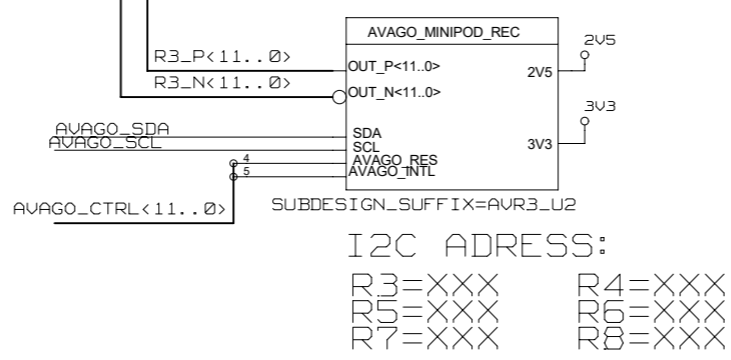 AVAGO_MINIPOD_REC
2V5
R3_P<11..0>
OUT_P<11..0>
2V5
R3_N<11..0>
OUT_N<11..0>
3V3
AVAGO_SDA
SDA
AVAGO_SCL
SCL
3V3
4
AVAGO_RES
5
AVAGO_INTL
AVAGO_CTRL<11..0>
SUBDESIGN_SUFFIX=AVR3_U2
I2C ADRESS:
R3=XXX R4=XXX
R5=XXX R6=XXX
R7=XXX R8=XXX